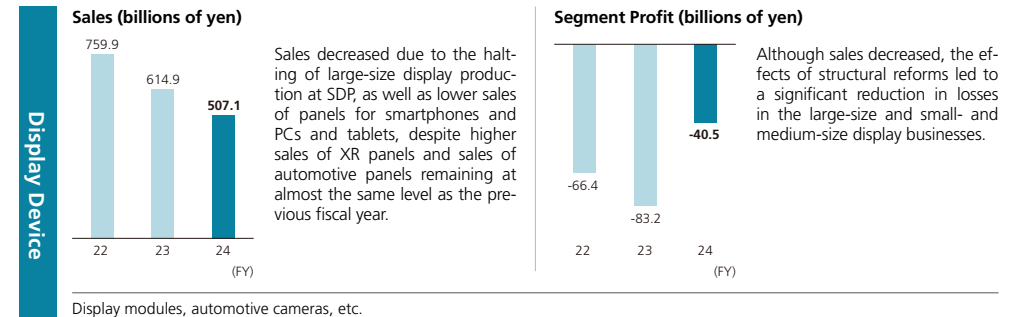 Display Device
Sales (billions of yen)
759.9
614.9
507.1
22
23
24
(FY)
Sales decreased due to the halt-
ing of large-size display produc-
tion at SDP, as well as lower sales
of panels for smartphones and
PCs and tablets, despite higher
sales of XR panels and sales of
automotive panels remaining at
almost the same level as the pre-
vious fiscal year.
Segment Profit (billions of yen)
-66.4
-83.2
-40.5
22
23
24
(FY)
Although sales decreased, the ef-
fects of structural reforms led to
a significant reduction in losses
in the large-size and small- and
medium-size display businesses.
Display modules, automotive cameras, etc.